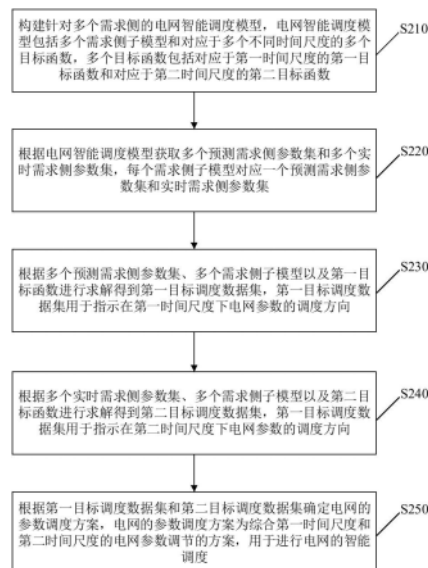 构建针对多个需求侧的电网智能调度模型，电网智能调度模
型包括多个需求侧子模型和对应于多个不同时间尺度的多个
目标函数，多个目标函数包括对应于第一时间尺度的第一目
标函数和对应于第二时间尺度的第二目标函数
S210
根据电网智能调度模型获取多个预测需求侧参数集和多个实
时需求侧参数集，每个需求侧子模型对应一个预测需求侧参
数集和实时需求侧参数集
S220
根据多个预测需求侧参数集、多个需求侧子模型以及第一目
标函数进行求解得到第一目标调度数据集，第一目标调度数
据集用于指示在第一时间尺度下电网参数的调度方向
S230
根据多个实时需求侧参数集、多个需求侧子模型以及第二目
标函数进行求解得到第二目标调度数据集，第一目标调度数
据集用于指示在第二时间尺度下电网参数的调度方向
S240
根据第一目标调度数据集和第二目标调度数据集确定电网的
参数调度方案，电网的参数调度方案为综合第一时间尺度和
第二时间尺度的电网参数调节的方案，用于进行电网的智能
调度
S250